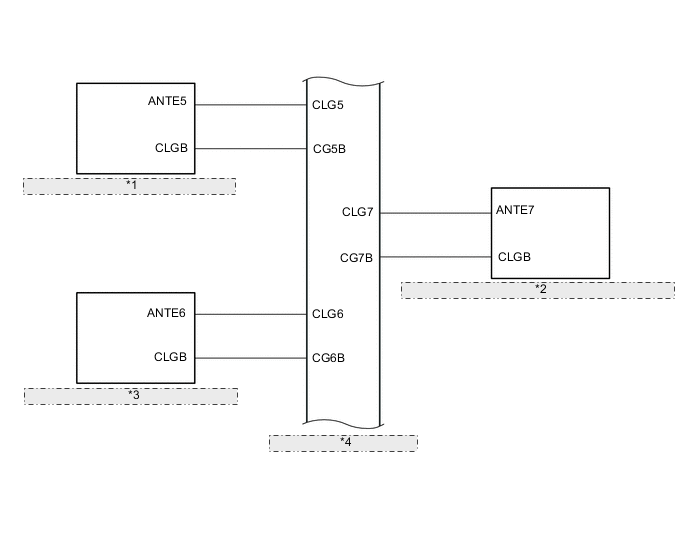 ANTE5
CLGB
*1
CLG5
CG5B
CLG7
CG7B
ANTE7
CLGB
*2
ANTE6
CLGB
*3
CLG6
CG6B
*4